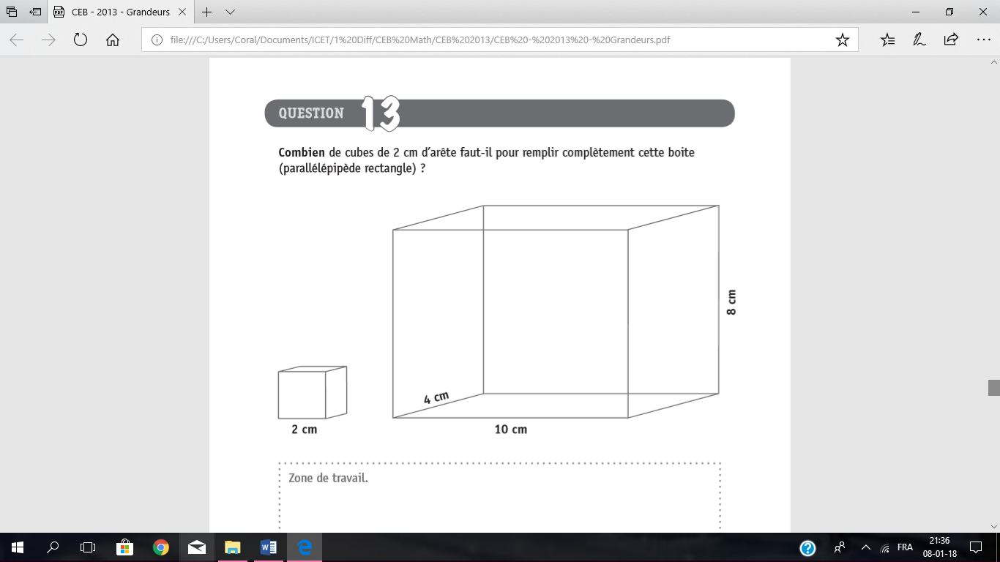 CEB - 2013 - Grandeurs
file:///C:/Users/Coral/Documents/ICET/1%20Diff/CEB%20Math/CEB%202013/CEB%20-%202013%20-%20Grandeurs.pdf
QUESTION 13
Combien de cubes de 2 cm d'arête faut-il pour remplir complètement cette boite
(parallélépipède rectangle) ?
8 cm
4 cm
2 cm
10 cm
Zone de travail.
FRA
21:36
08-01-18